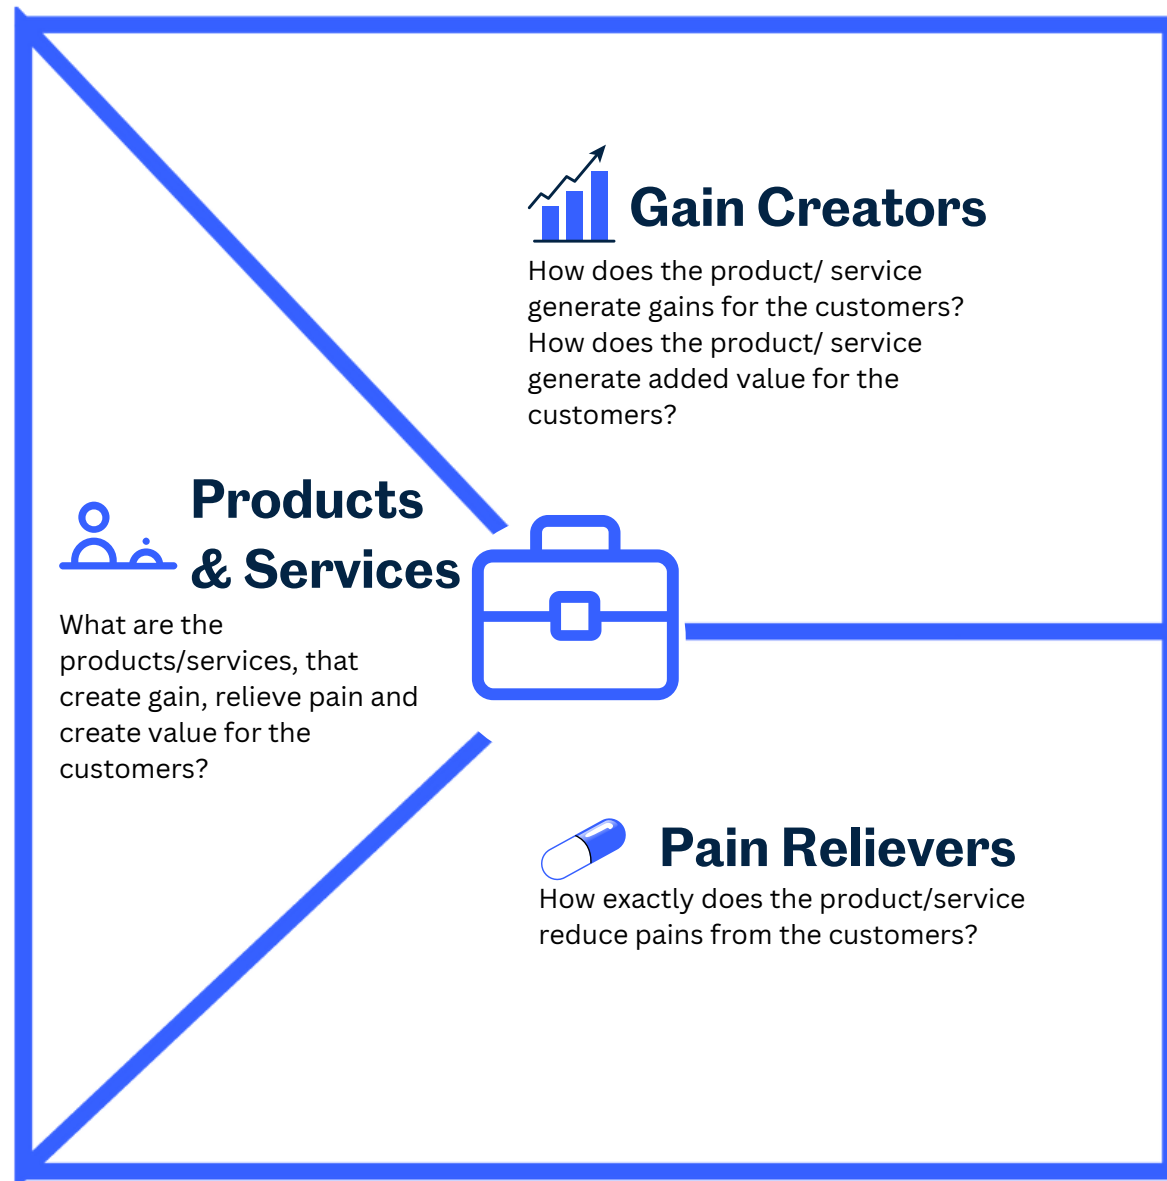 Gain Creators
How does the product/ service
generate gains for the customers?
How does the product/ service
generate added value for the
customers?
Products
& Services
What are the
products/services, that
create gain, relieve pain and
create value for the
customers?
Pain Relievers
How exactly does the product/service
reduce pains from the customers?